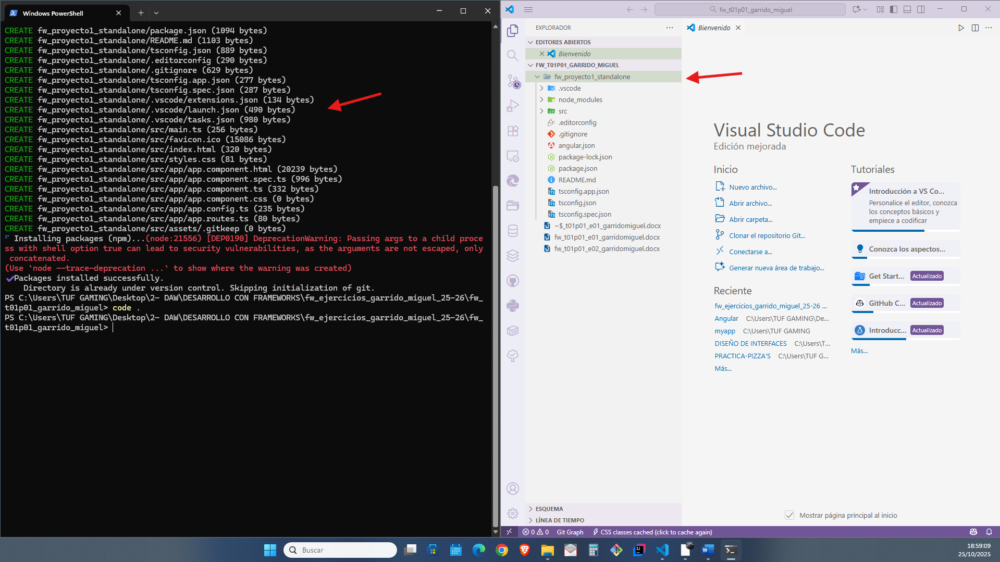 Windows PowerShell
CREATE fw_proyecto1_standalone/package.json (1094 bytes)
CREATE fw_proyecto1_standalone/README.md (1103 bytes)
CREATE fw_proyecto1_standalone/tsconfig.json (889 bytes)
CREATE fw_proyecto1_standalone/.editorconfig (290 bytes)
CREATE fw_proyecto1_standalone/.gitignore (629 bytes)
CREATE fw_proyecto1_standalone/tsconfig.app.json (277 bytes)
CREATE fw_proyecto1_standalone/tsconfig.spec.json (287 bytes)
CREATE fw_proyecto1_standalone/.vscode/extensions.json (134 bytes)
CREATE fw_proyecto1_standalone/.vscode/launch.json (490 bytes)
CREATE fw_proyecto1_standalone/.vscode/tasks.json (980 bytes)
CREATE fw_proyecto1_standalone/src/main.ts (256 bytes)
CREATE fw_proyecto1_standalone/src/favicon.ico (15086 bytes)
CREATE fw_proyecto1_standalone/src/index.html (320 bytes)
CREATE fw_proyecto1_standalone/src/styles.css (81 bytes)
CREATE fw_proyecto1_standalone/src/app/app.component.html (20239 bytes)
CREATE fw_proyecto1_standalone/src/app/app.component.spec.ts (996 bytes)
CREATE fw_proyecto1_standalone/src/app/app.component.ts (332 bytes)
CREATE fw_proyecto1_standalone/src/app/app.component.css (0 bytes)
CREATE fw_proyecto1_standalone/src/app/app.config.ts (235 bytes)
CREATE fw_proyecto1_standalone/src/app/app.routes.ts (80 bytes)
CREATE fw_proyecto1_standalone/src/assets/.gitkeep (0 bytes)
Installing packages (npm)...(node:21556) [DEP0190] DeprecationWarning: Passing args to a child proce
ss with shell option true can lead to security vulnerabilities, as the arguments are not escaped, only
concatenated.
(Use `node --trace-deprecation ...` to show where the warning was created)
Packages installed successfully.
Directory is already under version control. Skipping initialization of git.
PS C:\Users\TUF GAMING\Desktop\2- DAW\DESARROLLO CON FRAMEWORKS\fw_ejercicios_garrido_miguel_25-26\fw_
t01p01_garrido_miguel> code .
PS C:\Users\TUF GAMING\Desktop\2- DAW\DESARROLLO CON FRAMEWORKS\fw_ejercicios_garrido_miguel_25-26\fw_
t01p01_garrido_miguel>
fw_t01p01_garrido_miguel
EXPLORADOR
EDITORES ABIERTOS
Bienvenido
FW_T01P01_GARRIDO_MIGUEL
fw_proyecto1_standalone
.vscode
node_modules
src
.editorconfig
.gitignore
angular.json
package-lock.json
package.json
README.md
tsconfig.app.json
tsconfig.json
tsconfig.spec.json
~$_t01p01_e01_garridomiguel.docx
fw_t01p01_e01_garridomiguel.docx
fw_t01p01_e02_garridomiguel.docx
ESQUEMA
LÍNEA DE TIEMPO
Bienvenido
Visual Studio Code
Edición mejorada
Inicio
Nuevo archivo...
Abrir archivo...
Abrir carpeta...
Clonar el repositorio Git...
Conectarse a...
Generar nueva área de trabajo...
Reciente
fw_ejercicios_garrido_miguel_25-26 ...
Angular C:\Users\TUF GAMING\De...
myapp C:\Users\TUF GAMING
DISEÑO DE INTERFACES C:\Users\T...
PRACTICA-PIZZA'S C:\Users\TUF G...
Más...
Tutoriales
Introducción a VS Co...
Personalice el editor, conozca
los conceptos básicos y
empiece a codificar
Conozca los aspectos...
Get Start... Actualizado
GitHub C... Actualizado
Introducc... Actualizado
Más...
Mostrar página principal al inicio
0 0 Git Graph CSS classes cached (click to cache again)
Buscar
18:59:09
25/10/2025